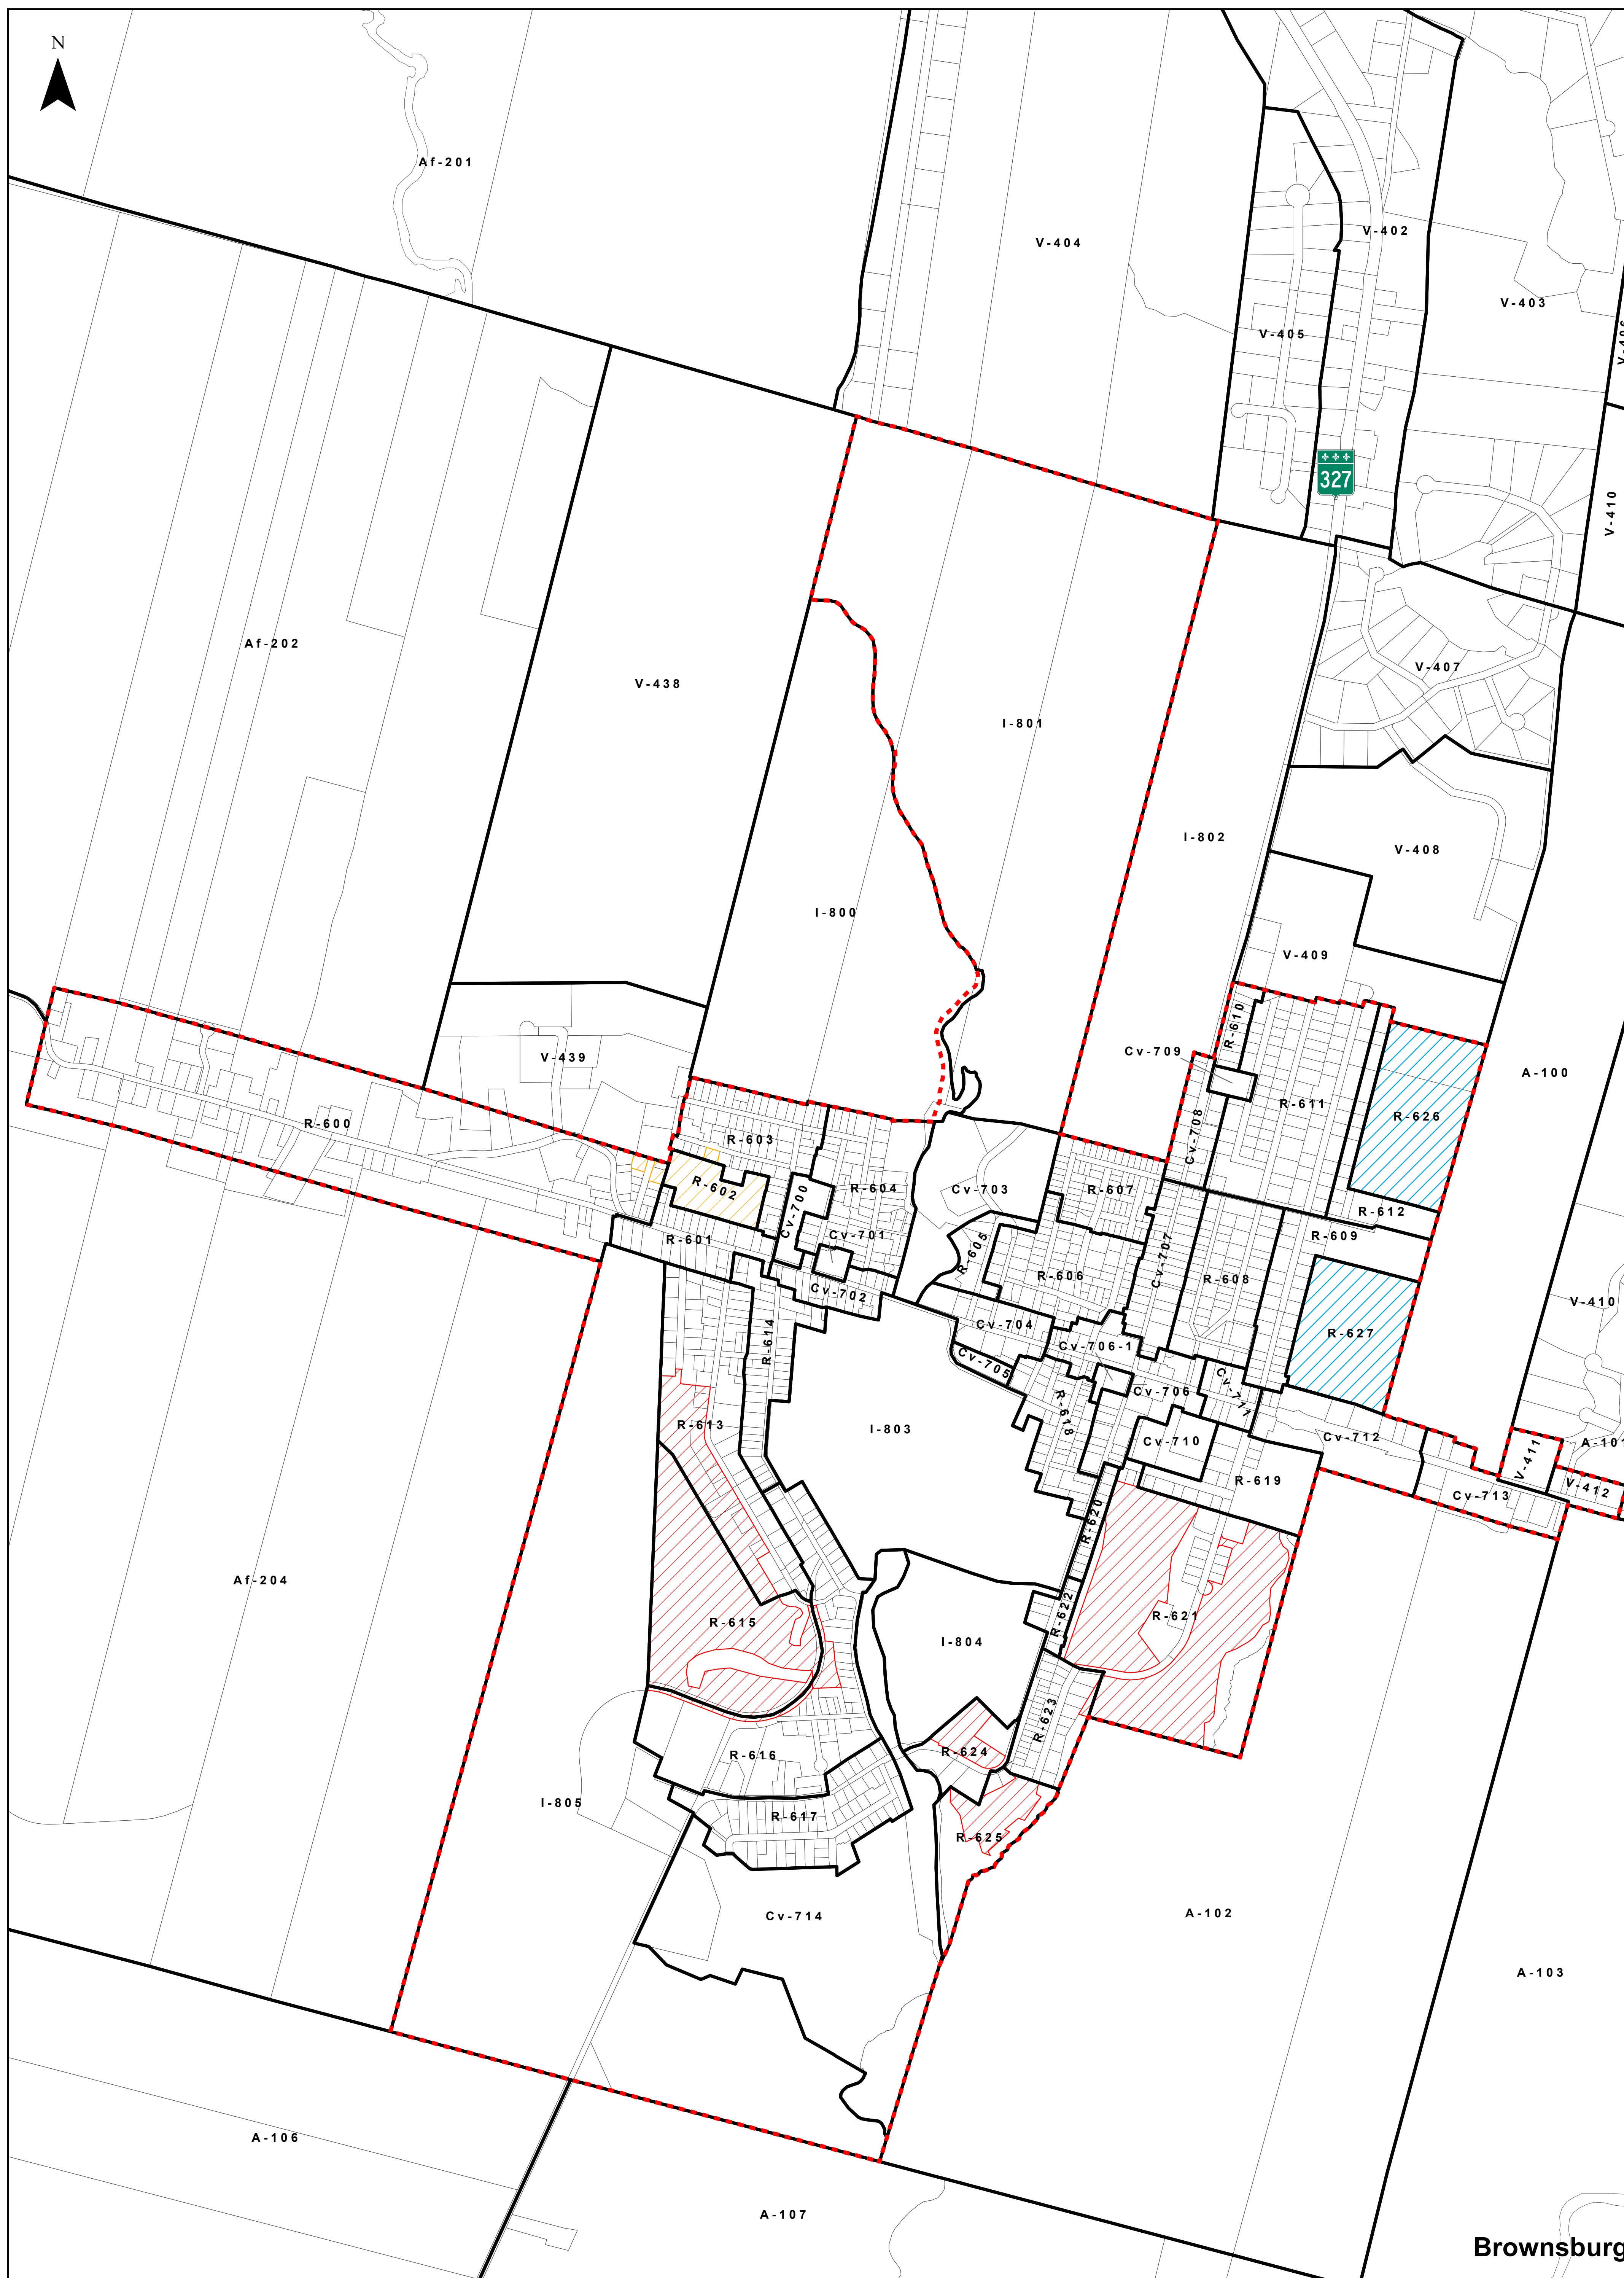 N
Af-201
V-404
V-402
V-403
V-405
V-406
327
V-410
Af-202
V-438
V-407
I-801
I-802
V-408
I-800
V-409
R-610
Cv-709
V-439
A-100
R-611
R-626
R-600
R-603
Cv-708
R-602
R-604
Cv-703
R-607
Cv-700
R-612
Cv-701
R-601
R-609
R-605
R-606
Cv-707
R-608
Cv-702
V-410
Cv-704
R-614
R-627
Cv-706-1
Cv-705
Cv-706
Cv-711
R-618
R-613
I-803
Cv-710
Cv-712
A-101
V-411
R-619
V-412
Cv-713
R-620
Af-204
R-622
R-621
R-615
I-804
R-623
R-624
R-616
I-805
R-617
R-625
Cv-714
A-102
A-103
A-106
A-107
Brownsburg